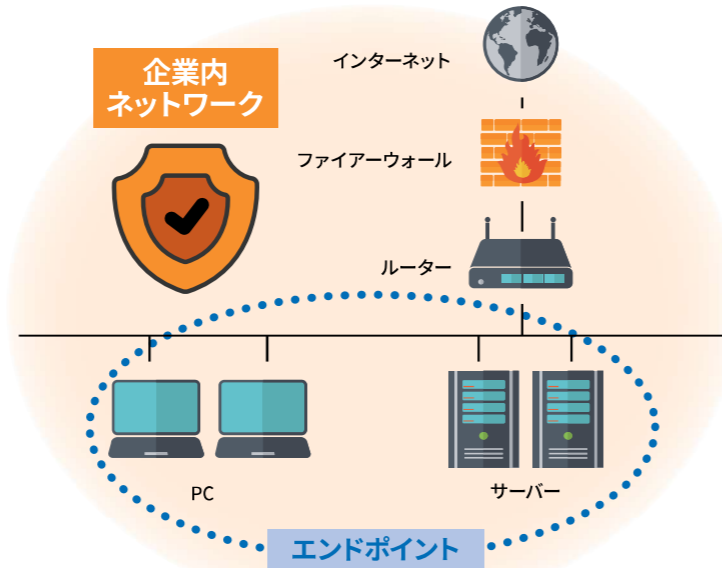 企業内
ネットワーク
インターネット
ファイアーウォール
ルーター
PC
サーバー
エンドポイント